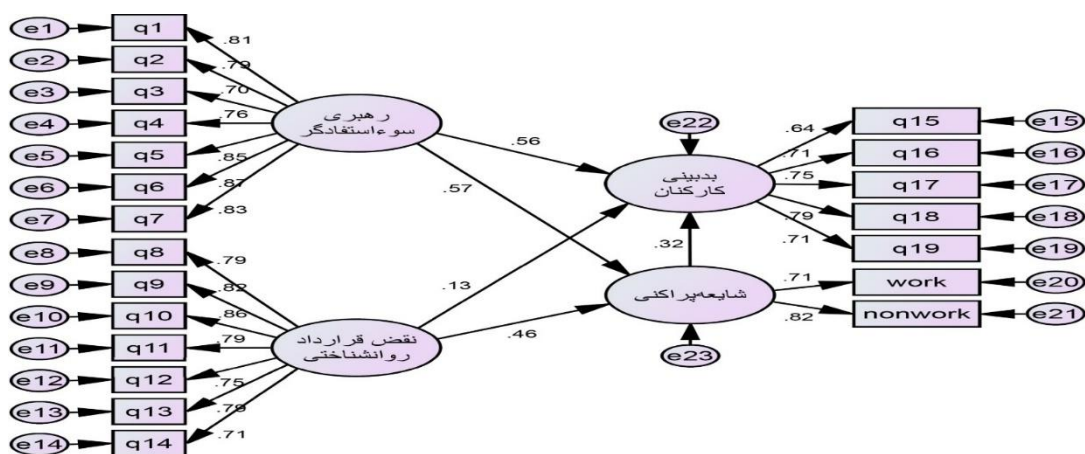 e1 q1 .81
e2 q2 .79
e3 q3 .70
e4 q4 .76
e5 q5 .85
e6 q6 .87
e7 q7 .83
رهبری
سوءاستفادگر
e8 q8 .79
e9 q9 .82
e10 q10 .86
e11 q11 .79
e12 q12 .75
e13 q13 .79
e14 q14 .71
نقض قرارداد
روانشناختی
.56
.57
.13
.46
.32
e22
بدبینی
کارکنان
شایعه‌پراکنی
e23
.64 q15 e15
.71 q16 e16
.75 q17 e17
.79 q18 e18
.71 q19 e19
.71 work e20
.82 nonwork e21